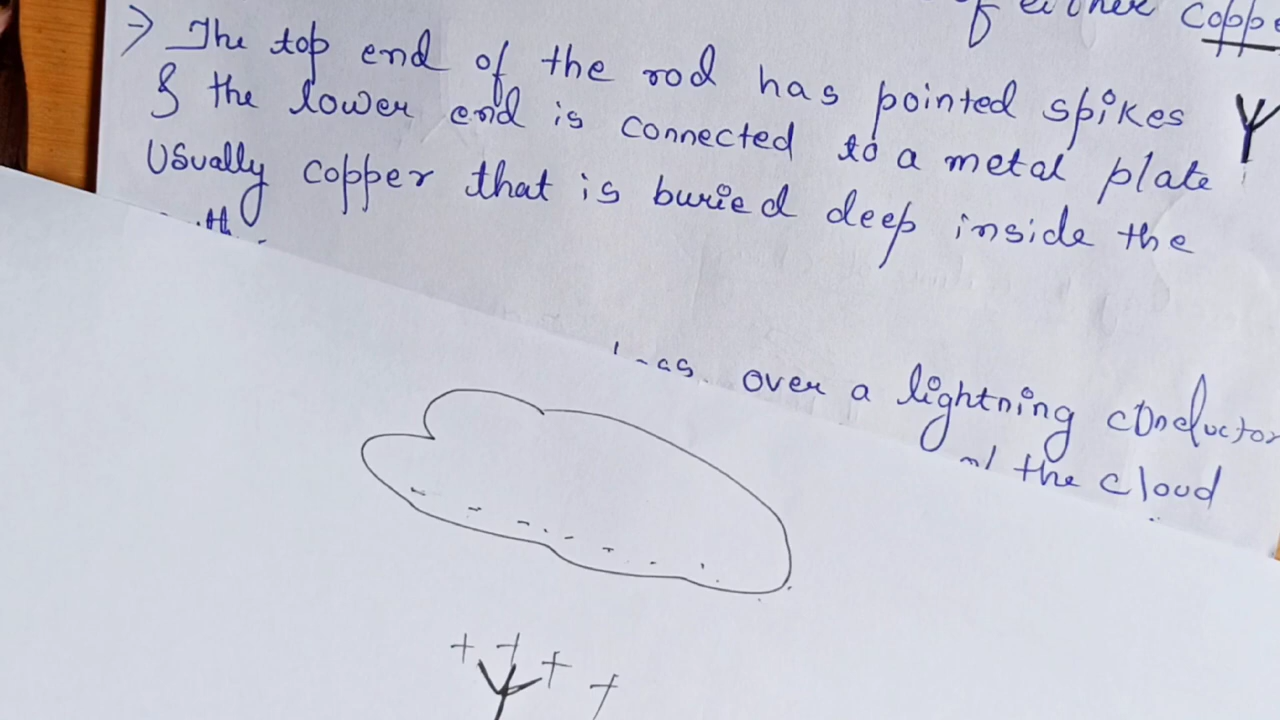 of either coppe
→ The top end of the rod has pointed spikes
& the lower end is connected to a metal plate
Usually copper that is buried deep inside the
over a lightning conductor
the cloud
- - - - - - -
+ + + +